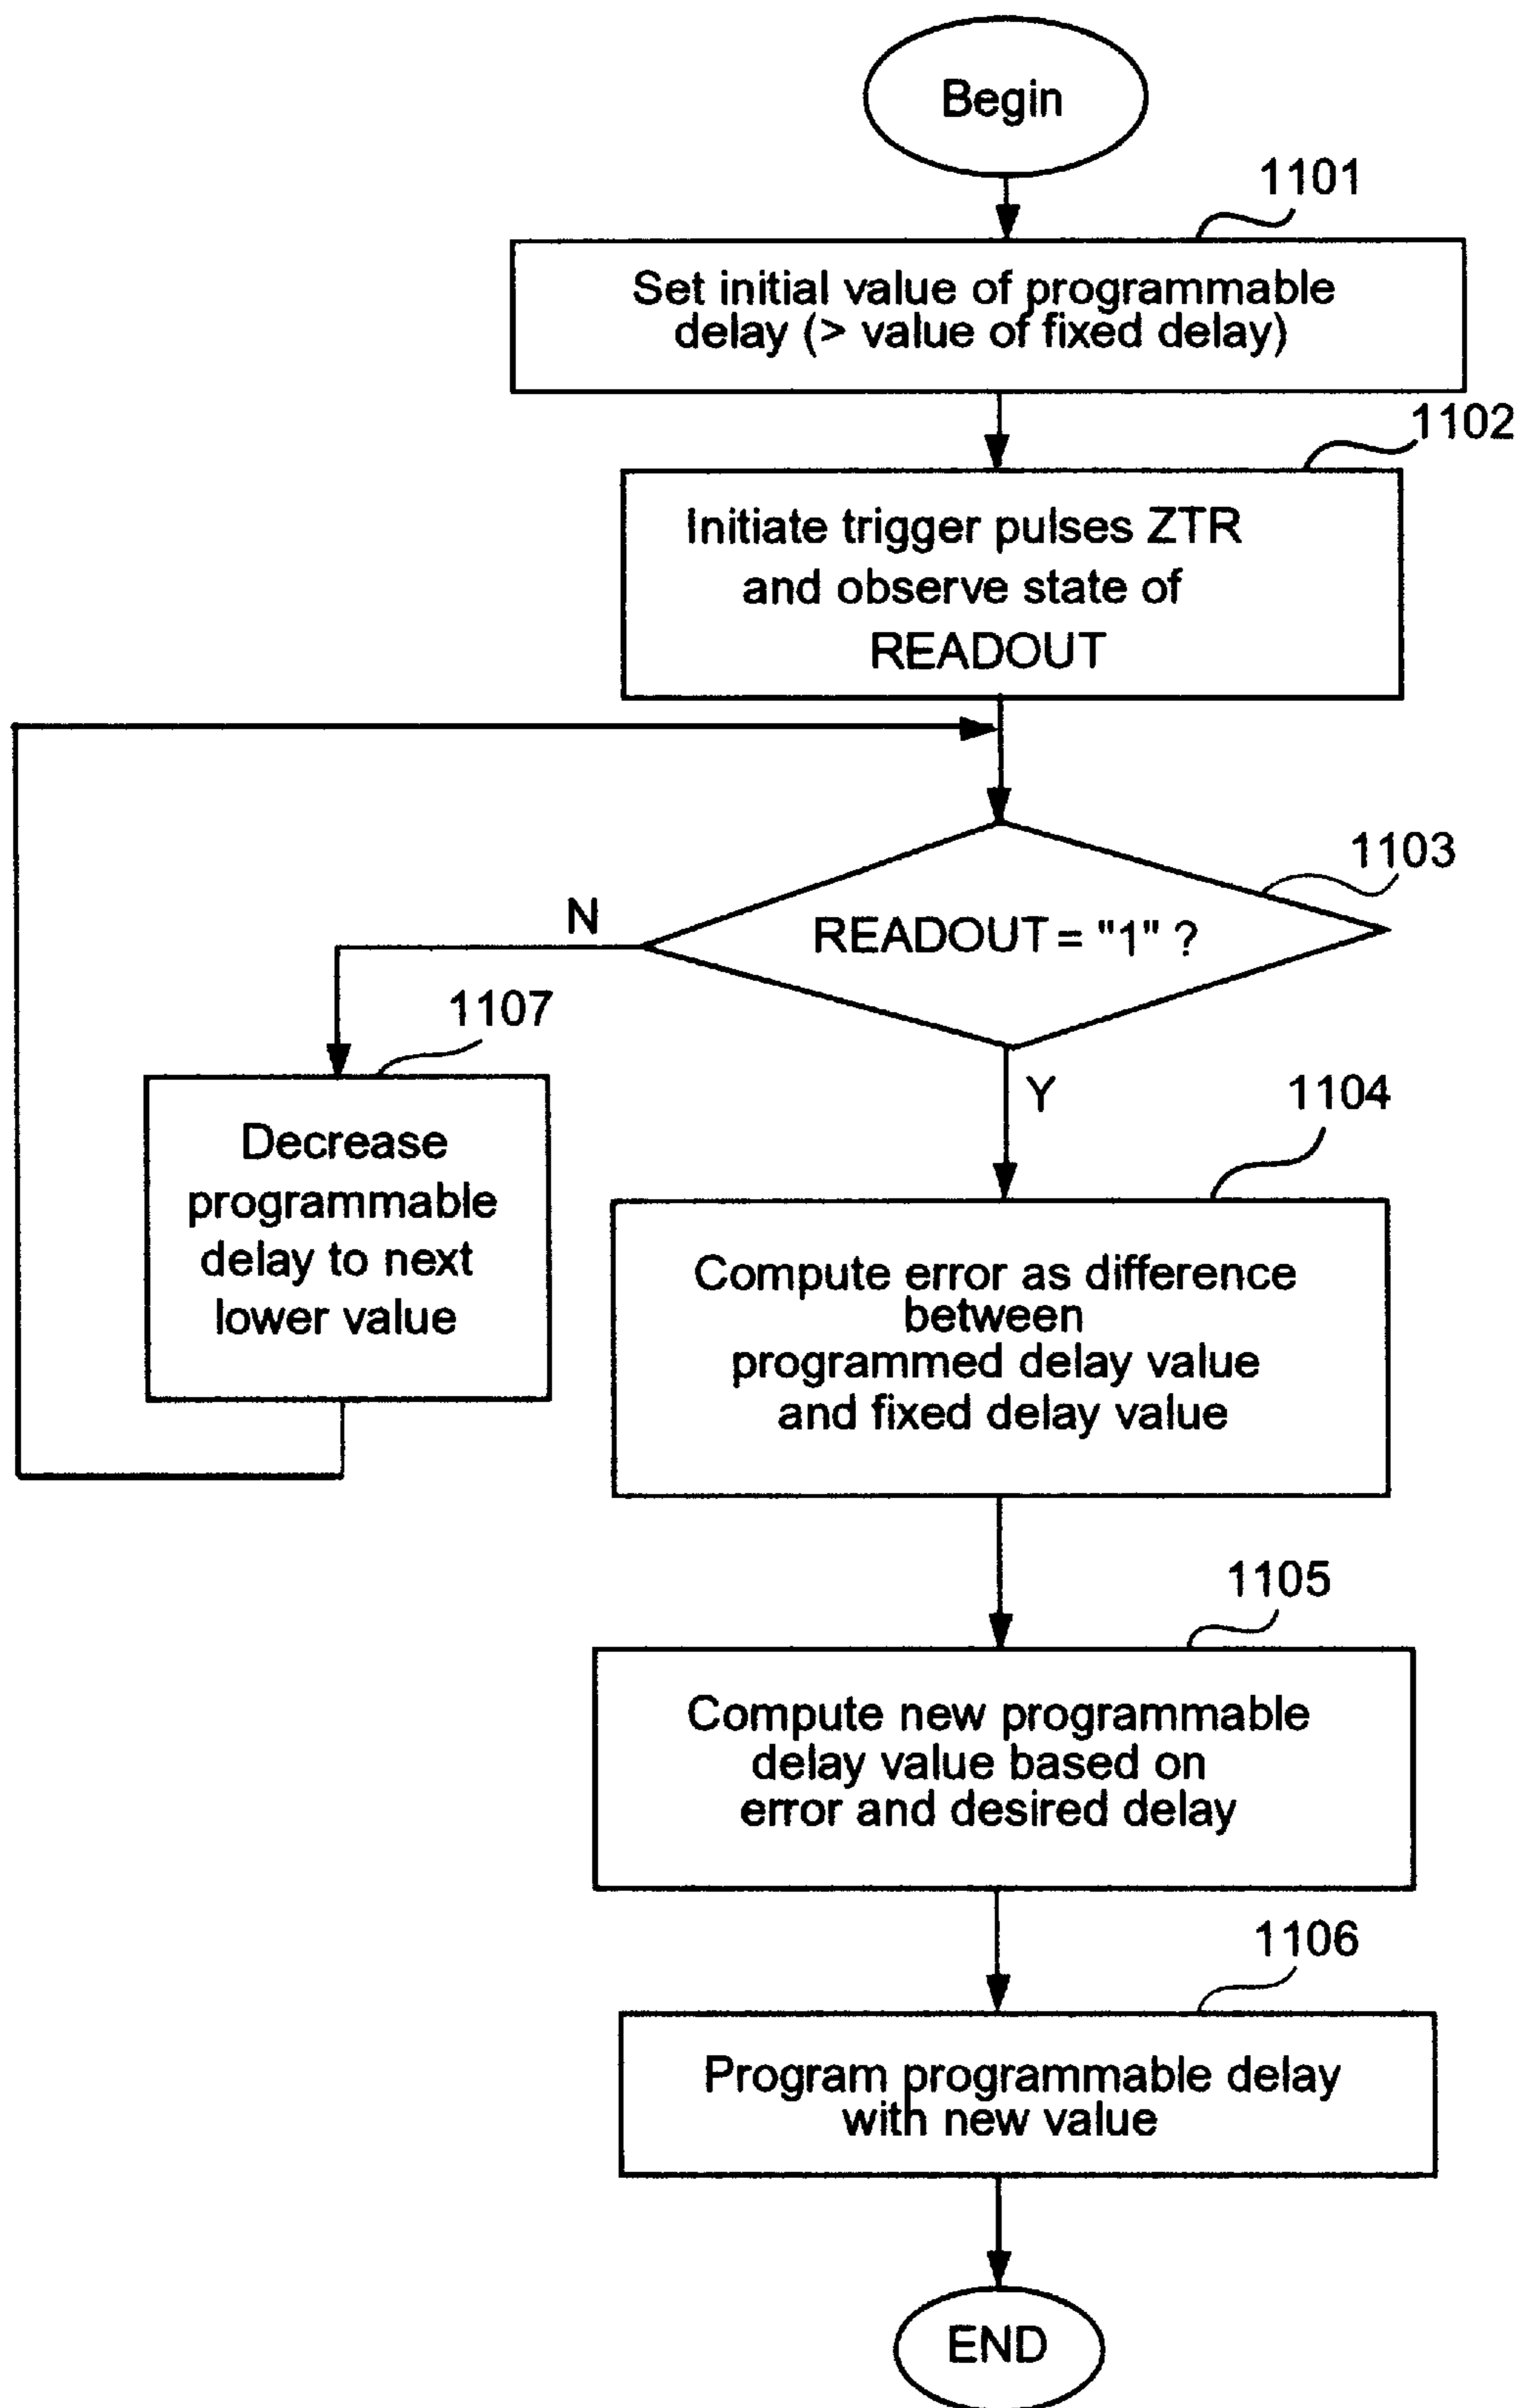 Begin
1101
Set initial value of programmable
delay (> value of fixed delay)
1102
Initiate trigger pulses ZTR
and observe state of
READOUT
1103
N
READOUT = "1" ?
1107
Y
1104
Decrease
programmable
delay to next
lower value
Compute error as difference
between
programmed delay value
and fixed delay value
1105
Compute new programmable
delay value based on
error and desired delay
1106
Program programmable delay
with new value
END